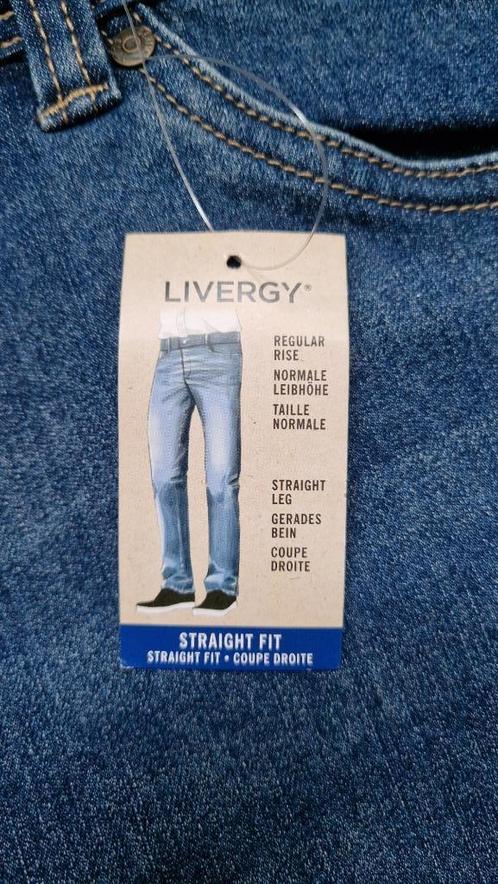 LIVERGY®
REGULAR
RISE
NORMALE
LEIBHÖHE
TAILLE
NORMALE
STRAIGHT
LEG
GERADES
BEIN
COUPE
DROITE
STRAIGHT FIT
STRAIGHT FIT • COUPE DROITE